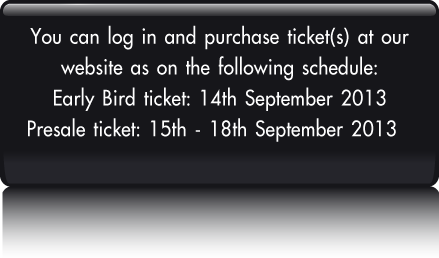 You can log in and purchase ticket(s) at our
website as on the following schedule:
Early Bird ticket: 14th September 2013
Presale ticket: 15th - 18th September 2013